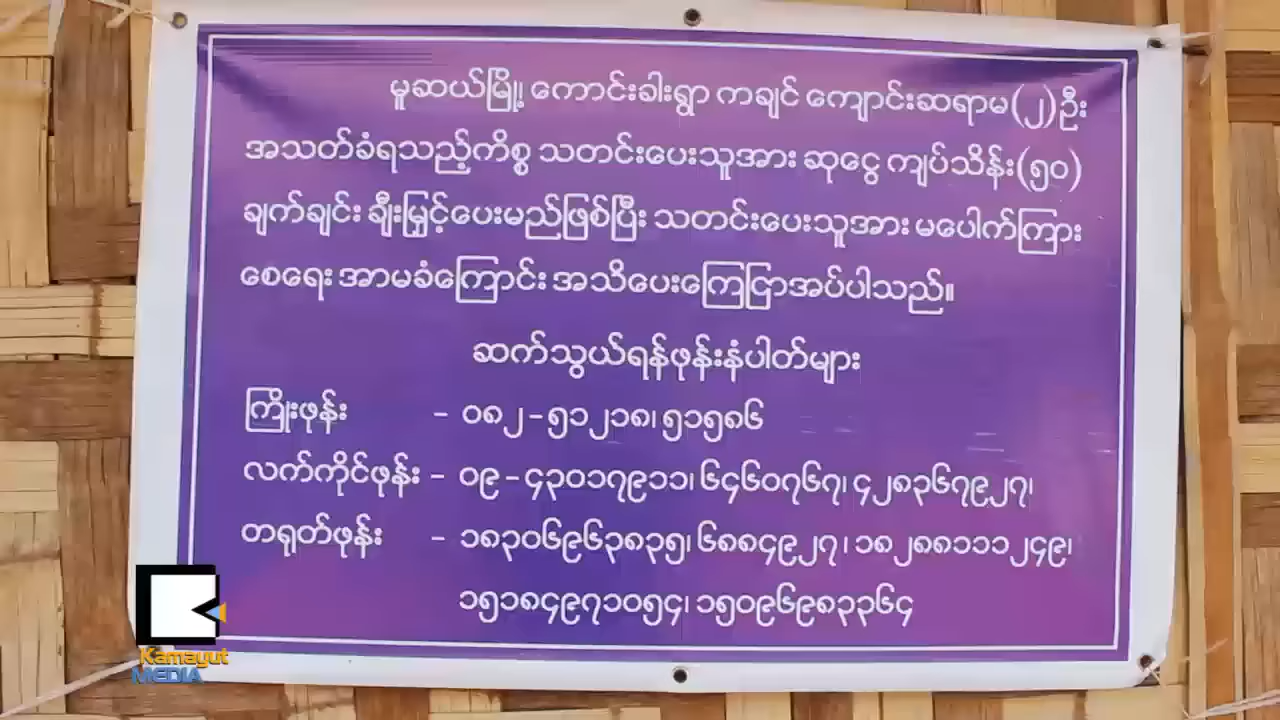 မူဆယ်မြို့၊ ကောင်းခါးရွာ ကချင် ကျောင်းဆရာမ(၂)ဦး
အသတ်ခံရသည့်ကိစ္စ သတင်းပေးသူအား ဆုငွေ ကျပ်သိန်း(၅၀)
ချက်ချင်း ချီးမြှင့်ပေးမည်ဖြစ်ပြီး သတင်းပေးသူအား မပေါက်ကြား
စေရေး အာမခံကြောင်း အသိပေးကြေငြာအပ်ပါသည်။
ဆက်သွယ်ရန်ဖုန်းနံပါတ်များ
ကြိုးဖုန်း - ၀၈၂ - ၅၁၂၁၈၊ ၅၁၅၈၆
လက်ကိုင်ဖုန်း - ၀၉ - ၄၃၀၁၇၉၁၁၊ ၆၄၆၀၇၆၇၊ ၄၂၈၃၆၇၉၂၇၊
တရုတ်ဖုန်း - ၁၈၃၀၆၉၆၃၈၃၅၊ ၆၈၈၄၉၂၇၊ ၁၈၂၈၈၁၁၁၂၄၉၊
၁၅၁၈၄၉၇၁၀၅၄၊ ၁၅၀၉၆၉၈၃၃၆၄
Kamayut
MEDIA